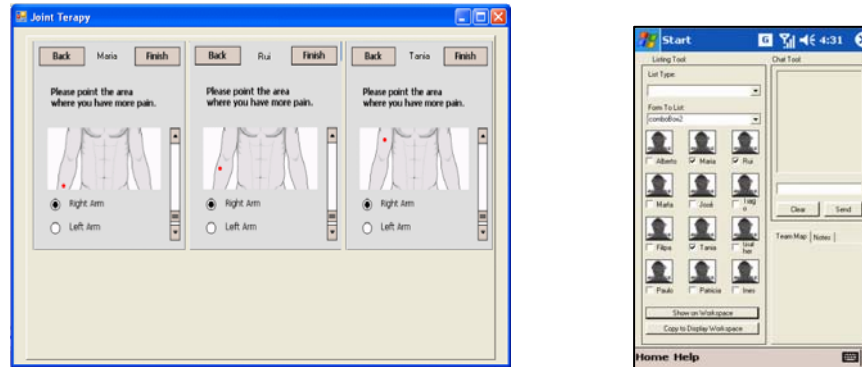 Joint Terapy
Back Maria Finish
Please point the area
where you have more pain.
Right Arm
Left Arm
Back Rui Finish
Please point the area
where you have more pain.
Right Arm
Left Arm
Back Tania Finish
Please point the area
where you have more pain.
Right Arm
Left Arm
Start G 4:31
Listing Tool
List Type:
Form To List:
comboBox2
Alberto Maria Rui
Marta José Tiag
o
Filipa Tania
Paulo Patricia Ines
Show on Workspace
Copy to Display Workspace
Chat Tool
Clear Send
Team Map Notes
Home Help